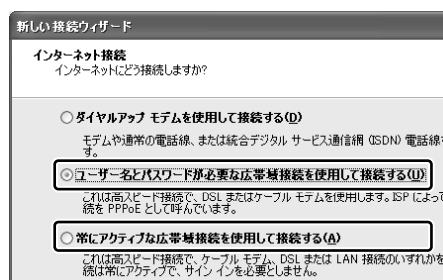 新しい接続ウィザード
インターネット接続
インターネットにどう接続しますか?
ダイヤルアップ モデムを使用して接続する(D)
モデムや通常の電話線、または統合デジタル サービス通信網 (ISDN) 電話線
す。
ユーザー名とパスワードが必要な広帯域接続を使用して接続する(U)
これは高スピード接続で、DSL またはケーブル モデムを使用します。ISP によって
続を PPPoE として呼んでいます。
常にアクティブな広帯域接続を使用して接続する(A)
これは高スピード接続で、ケーブル モデム、DSL または LAN 接続のいずれかを
続は常にアクティブで、サイン インを必要としません。